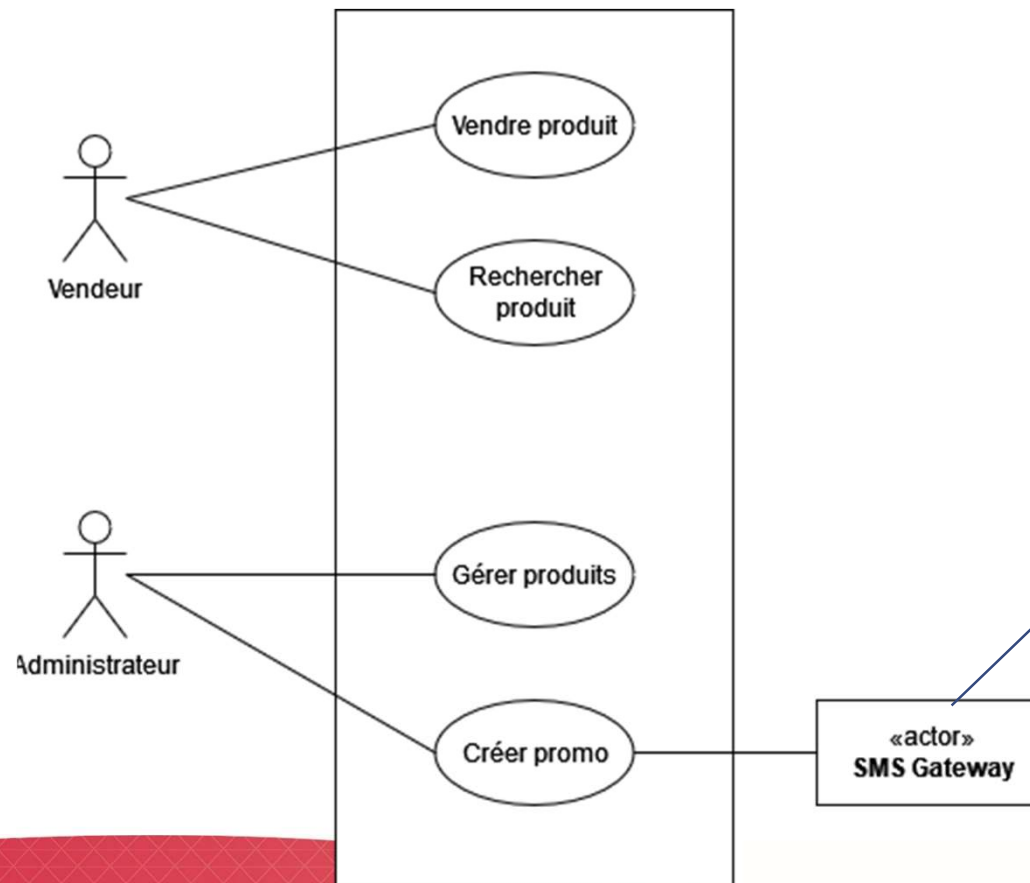 Vendre produit
Vendeur
Rechercher
produit
Gérer produits
Administrateur
Créer promo
«actor»
SMS Gateway